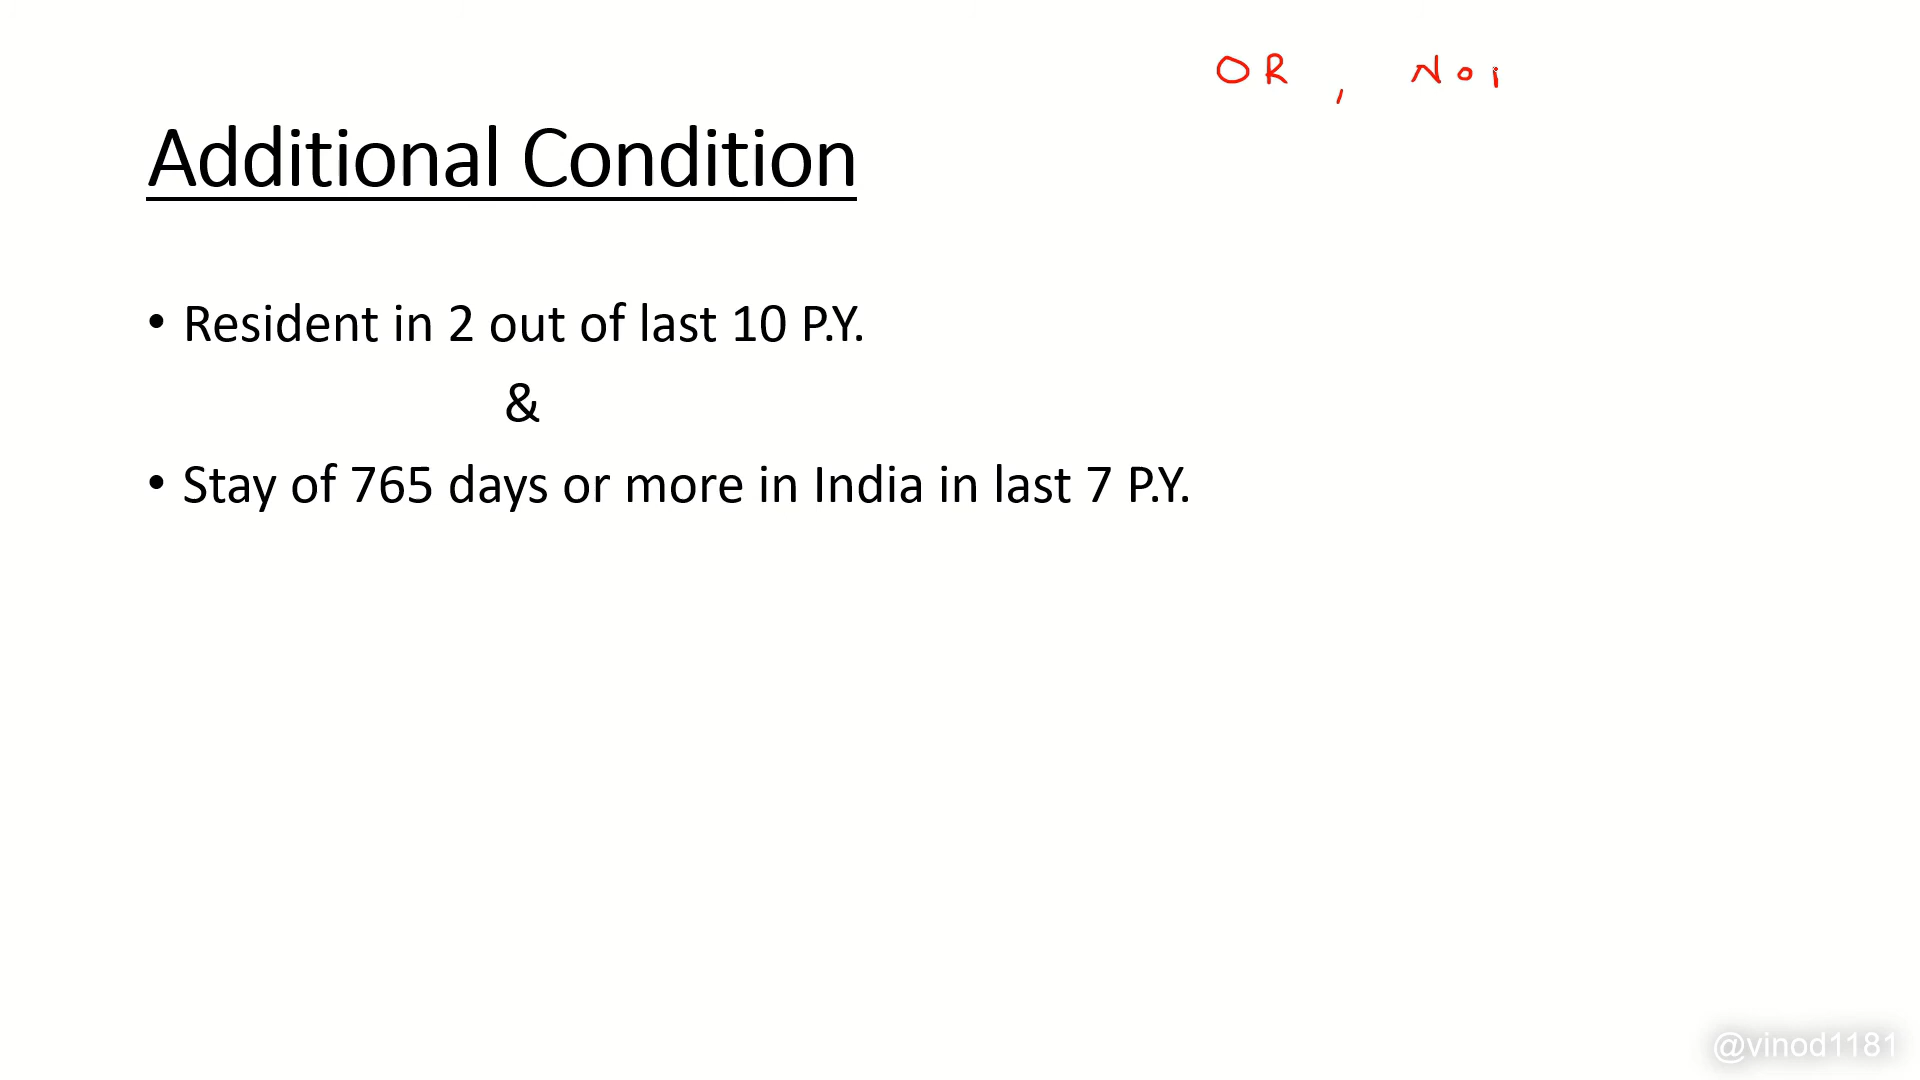 OR , No
Additional Condition
• Resident in 2 out of last 10 P.Y.
&
• Stay of 765 days or more in India in last 7 P.Y.
@vinod1181